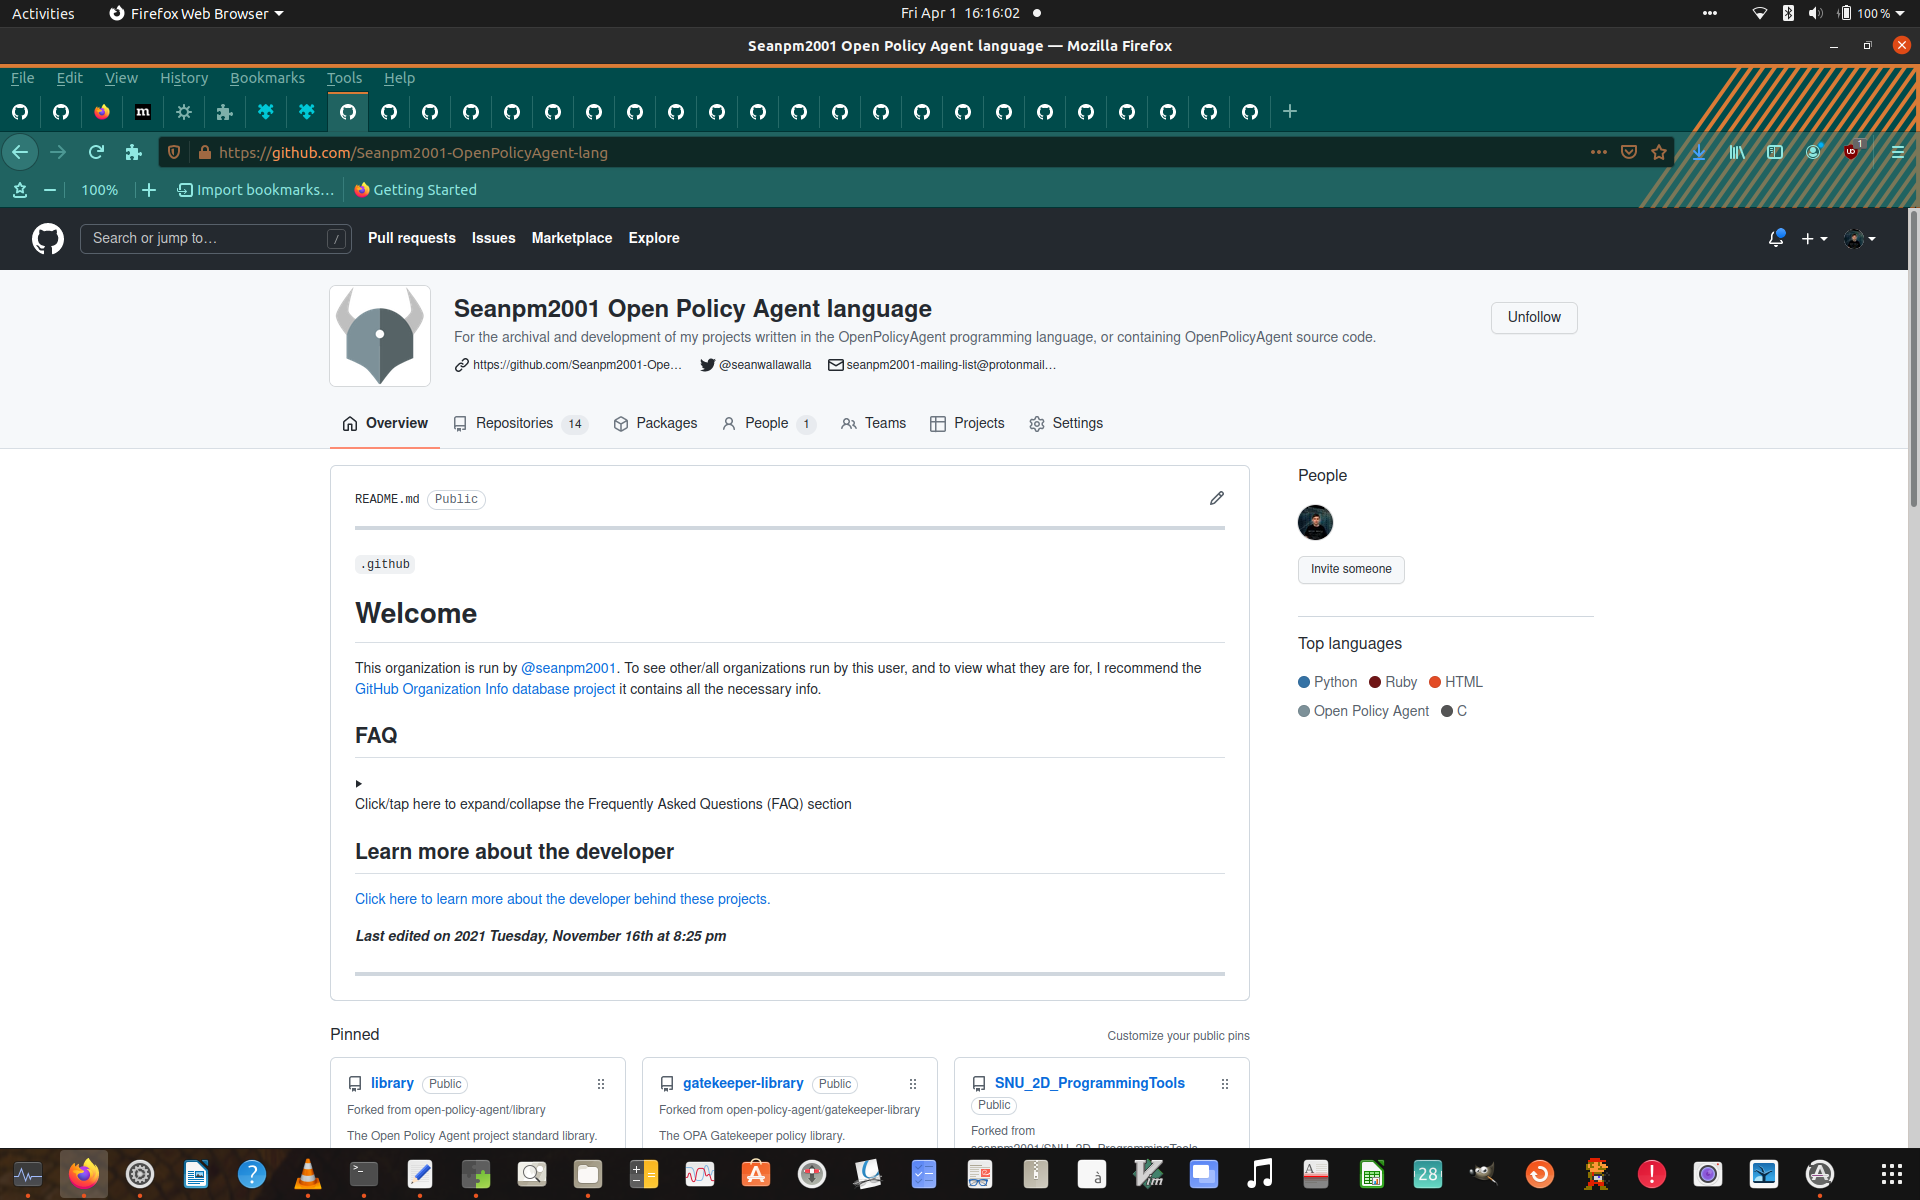 Activities
Firefox Web Browser
Fri Apr 1 16:16:02
100 %
Seanpm2001 Open Policy Agent language — Mozilla Firefox
File Edit View History Bookmarks Tools Help
m
https://github.com/Seanpm2001-OpenPolicyAgent-lang
1
100%
Import bookmarks...
Getting Started
Search or jump to…
/
Pull requests Issues Marketplace Explore
Seanpm2001 Open Policy Agent language
For the archival and development of my projects written in the OpenPolicyAgent programming language, or containing OpenPolicyAgent source code.
https://github.com/Seanpm2001-Ope… @seanwallawalla seanpm2001-mailing-list@protonmail…
Unfollow
Overview Repositories 14 Packages People 1 Teams Projects Settings
README.md Public
.github
Welcome
This organization is run by @seanpm2001. To see other/all organizations run by this user, and to view what they are for, I recommend the
GitHub Organization Info database project it contains all the necessary info.
FAQ
Click/tap here to expand/collapse the Frequently Asked Questions (FAQ) section
Learn more about the developer
Click here to learn more about the developer behind these projects.
Last edited on 2021 Tuesday, November 16th at 8:25 pm
People
Invite someone
Top languages
Python Ruby HTML
Open Policy Agent C
Pinned
Customize your public pins
library Public
Forked from open-policy-agent/library
The Open Policy Agent project standard library.
gatekeeper-library Public
Forked from open-policy-agent/gatekeeper-library
The OPA Gatekeeper policy library.
SNU_2D_ProgrammingTools
Public
Forked from
seanpm2001/SNU_2D_ProgrammingTools
28